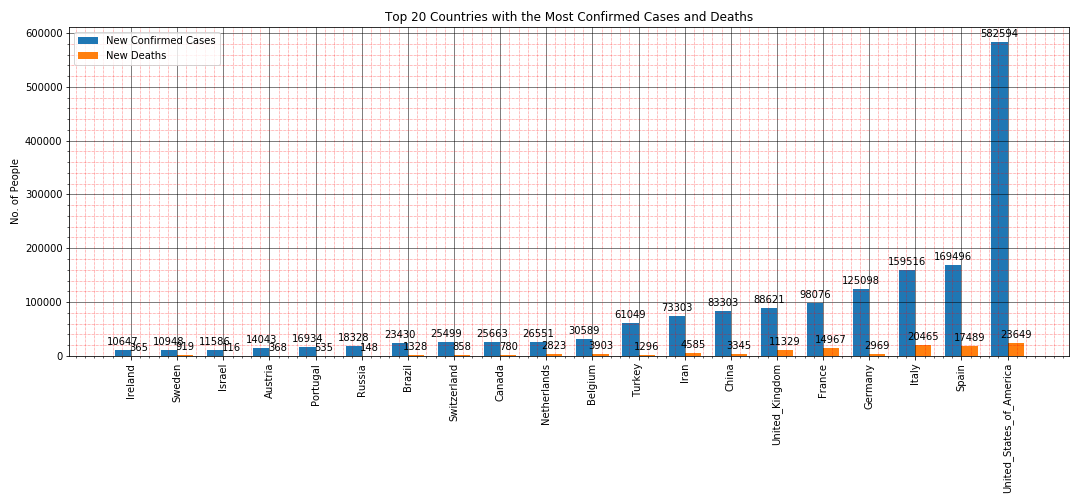 Top 20 Countries with the Most Confirmed Cases and Deaths
New Confirmed Cases
New Deaths
No. of People
600000
500000
400000
300000
200000
100000
0
10647 365
10948 919
11586 116
14043 368
16934 535
18328 148
23430 1328
25499 858
25663 780
26551 2823
30589 3903
61049 1296
73303 4585
83303 3345
88621 11329
98076 14967
125098 2969
159516 20465
169496 17489
582594 23649
Ireland
Sweden
Israel
Austria
Portugal
Russia
Brazil
Switzerland
Canada
Netherlands
Belgium
Turkey
Iran
China
United_Kingdom
France
Germany
Italy
Spain
United_States_of_America